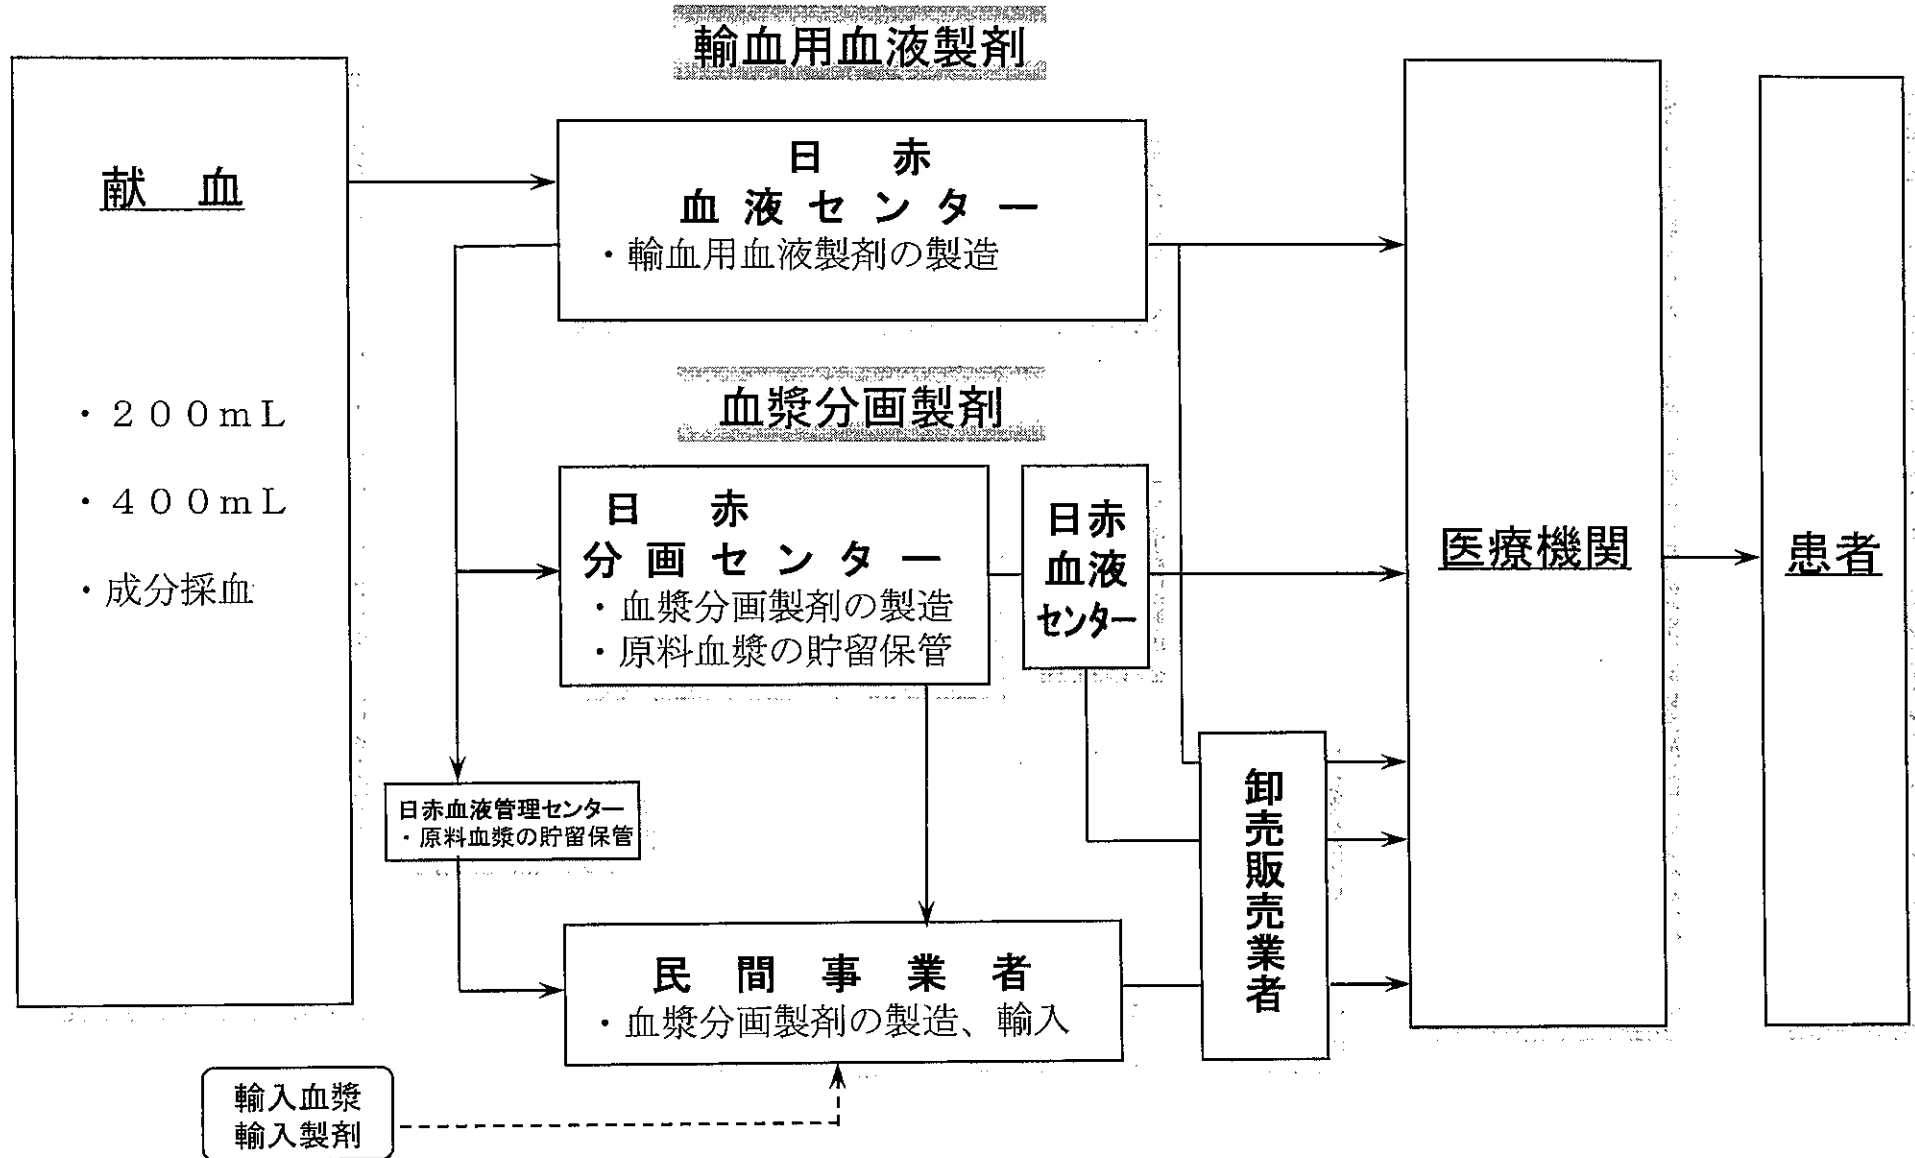 輸血用血液製剤
献　血
・２００ｍＬ
・４００ｍＬ
・成分採血
日　赤
血液センター
・輸血用血液製剤の製造
血漿分画製剤
日　赤
分画センター
・血漿分画製剤の製造
・原料血漿の貯留保管
日赤
血液
センター
日赤血液管理センター
・原料血漿の貯留保管
民間事業者
・血漿分画製剤の製造、輸入
輸入血漿
輸入製剤
卸売販売業者
医療機関
患者